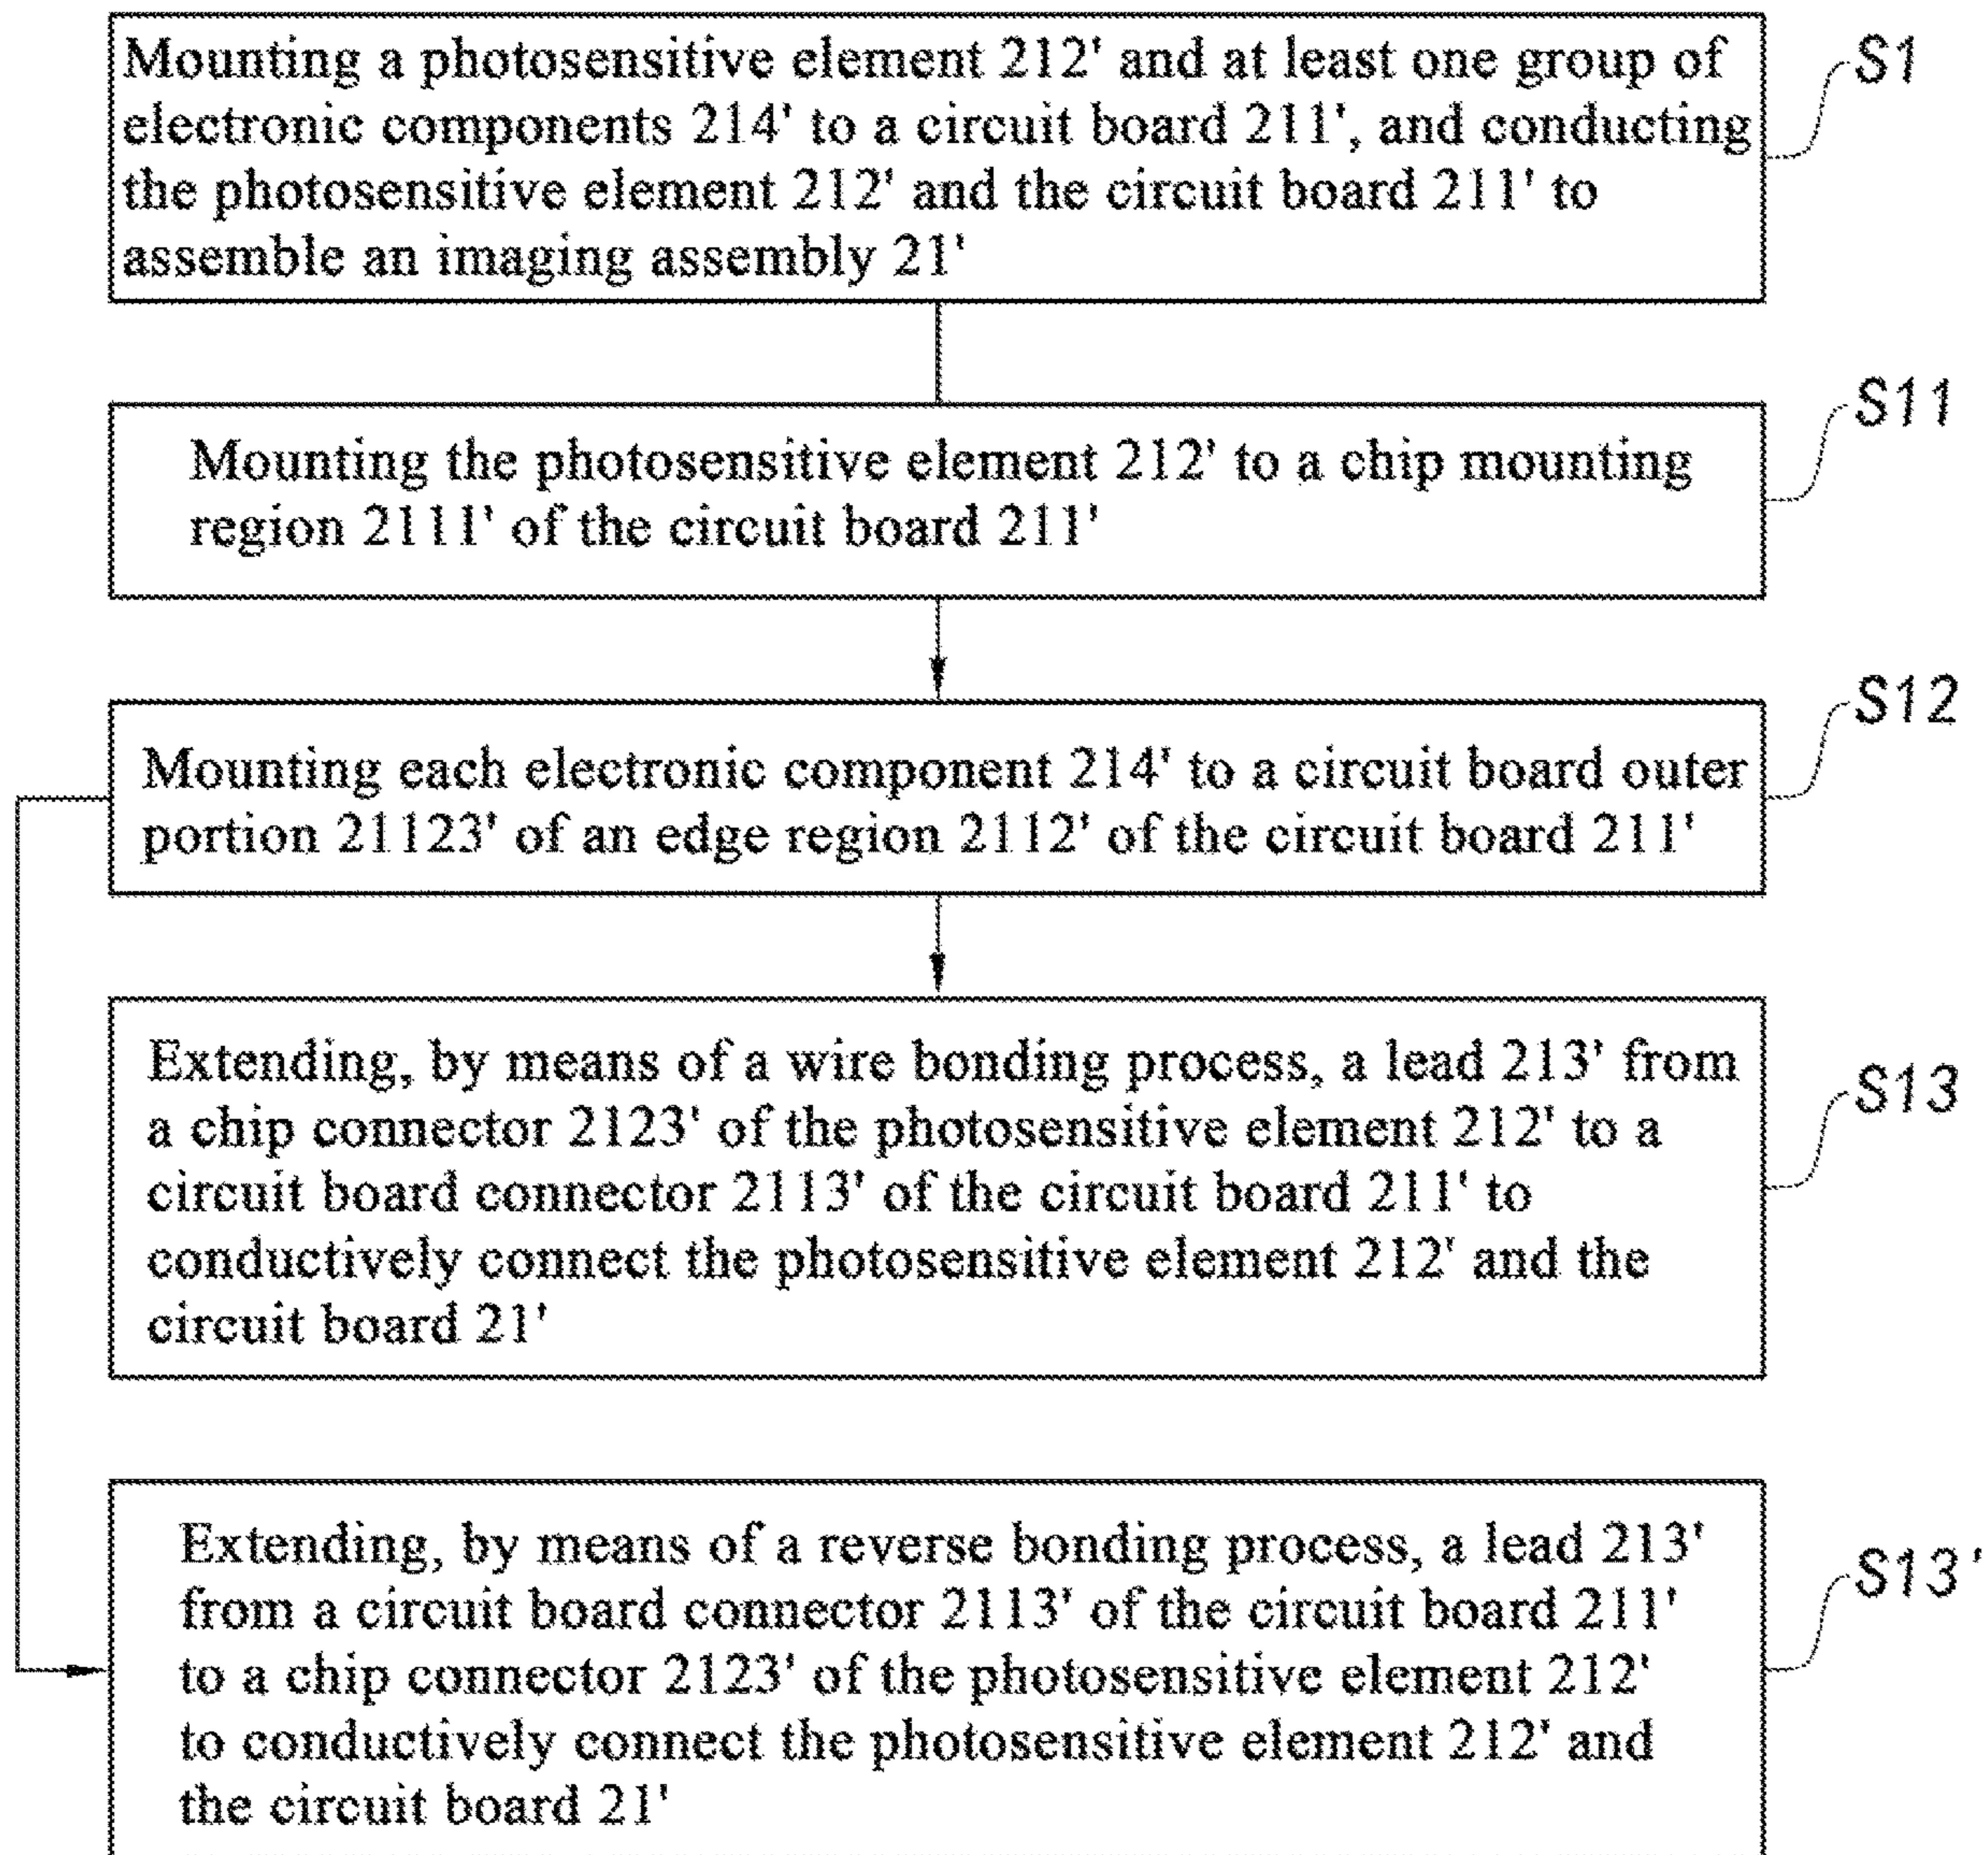 Mounting a photosensitive element 212' and at least one group of
electronic components 214' to a circuit board 211', and conducting
the photosensitive element 212' and the circuit board 211' to
assemble an imaging assembly 21'
S1
Mounting the photosensitive element 212' to a chip mounting
region 2111' of the circuit board 211'
S11
Mounting each electronic component 214' to a circuit board outer
portion 21123' of an edge region 2112' of the circuit board 211'
S12
Extending, by means of a wire bonding process, a lead 213' from
a chip connector 2123' of the photosensitive element 212' to a
circuit board connector 2113' of the circuit board 211' to
conductively connect the photosensitive element 212' and the
circuit board 21'
S13
Extending, by means of a reverse bonding process, a lead 213'
from a circuit board connector 2113' of the circuit board 211'
to a chip connector 2123' of the photosensitive element 212'
to conductively connect the photosensitive element 212' and
the circuit board 21'
S13'